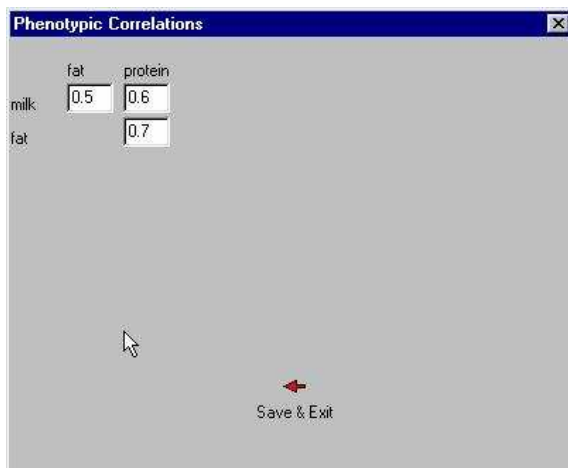 Phenotypic Correlations
fat protein
milk 0.5 0.6
fat 0.7
Save & Exit